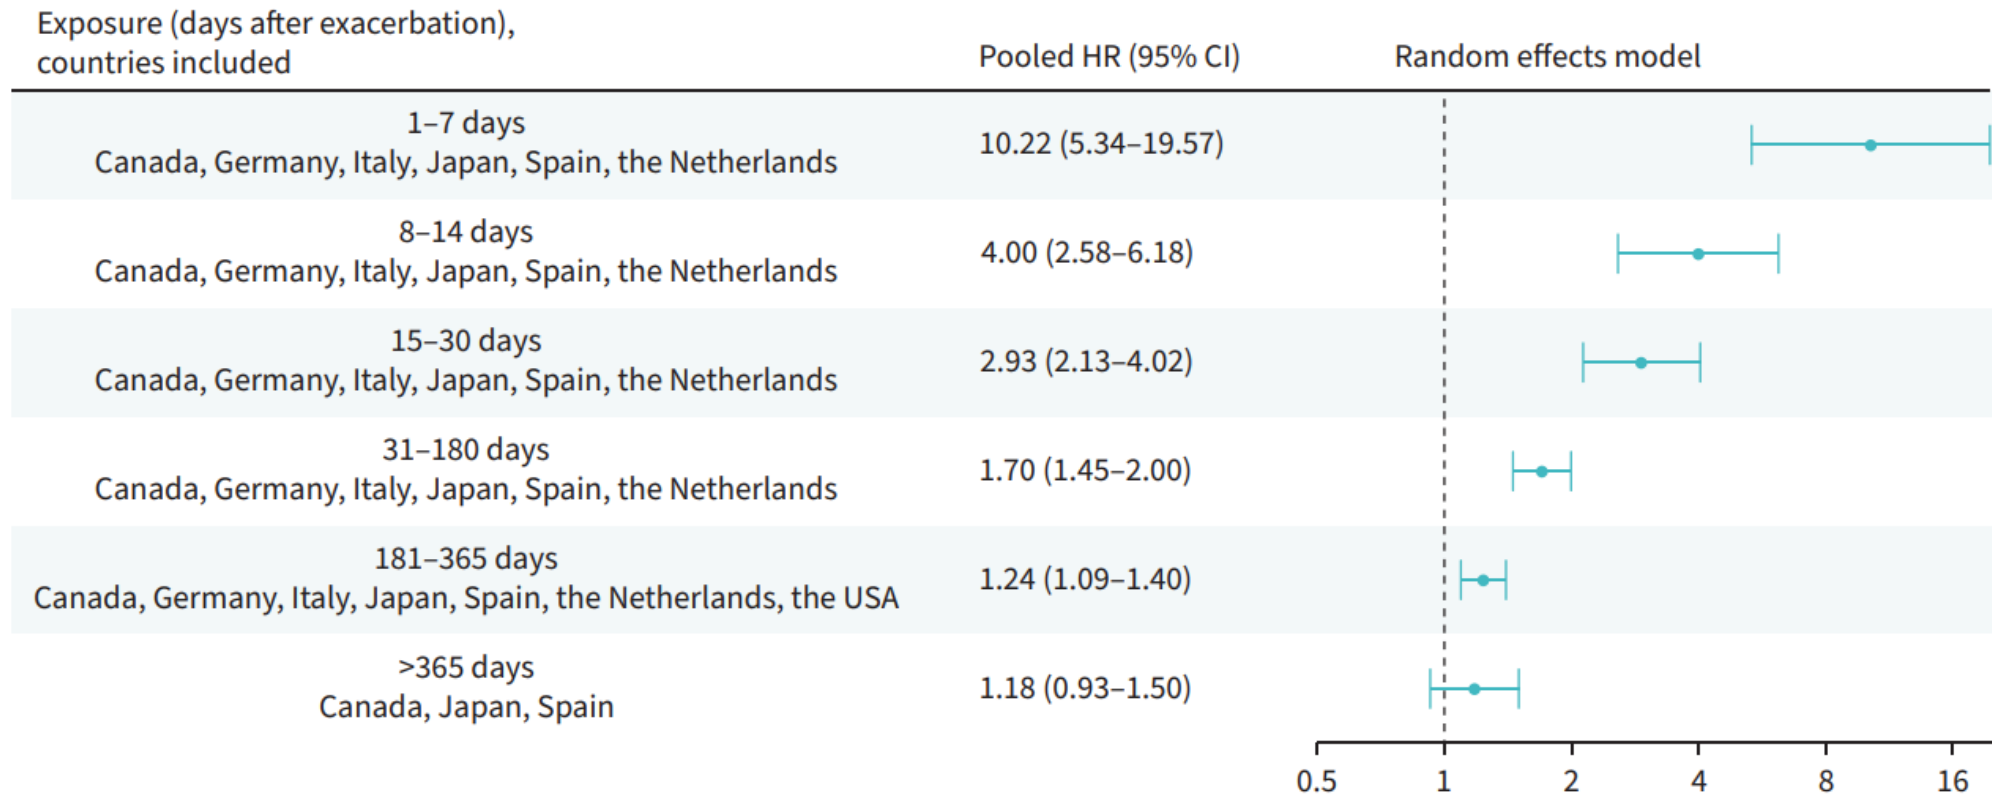 Exposure (days after exacerbation),
countries included
Pooled HR (95% CI)
Random effects model
1–7 days
Canada, Germany, Italy, Japan, Spain, the Netherlands
10.22 (5.34–19.57)
8–14 days
Canada, Germany, Italy, Japan, Spain, the Netherlands
4.00 (2.58–6.18)
15–30 days
Canada, Germany, Italy, Japan, Spain, the Netherlands
2.93 (2.13–4.02)
31–180 days
Canada, Germany, Italy, Japan, Spain, the Netherlands
1.70 (1.45–2.00)
181–365 days
Canada, Germany, Italy, Japan, Spain, the Netherlands, the USA
1.24 (1.09–1.40)
>365 days
Canada, Japan, Spain
1.18 (0.93–1.50)
0.5 1 2 4 8 16